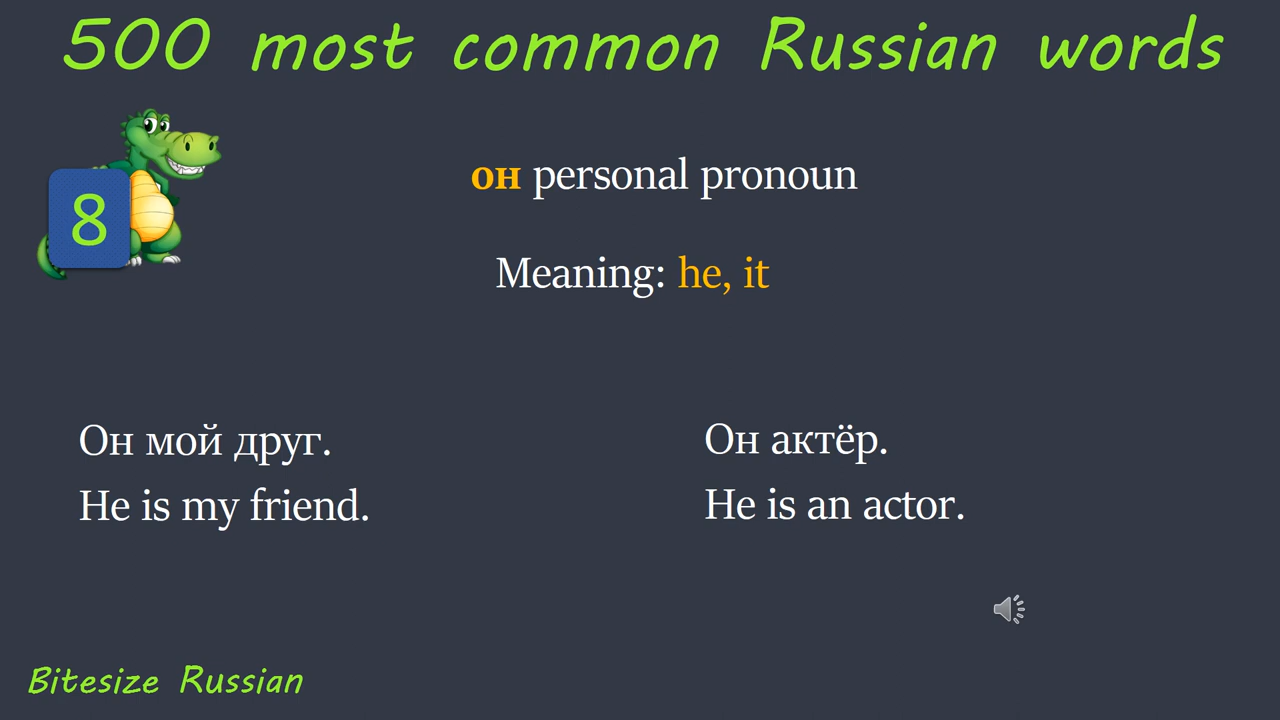 500 most common Russian words
8
он personal pronoun
Meaning: he, it
Он мой друг.
He is my friend.
Он актёр.
He is an actor.
Bitesize Russian